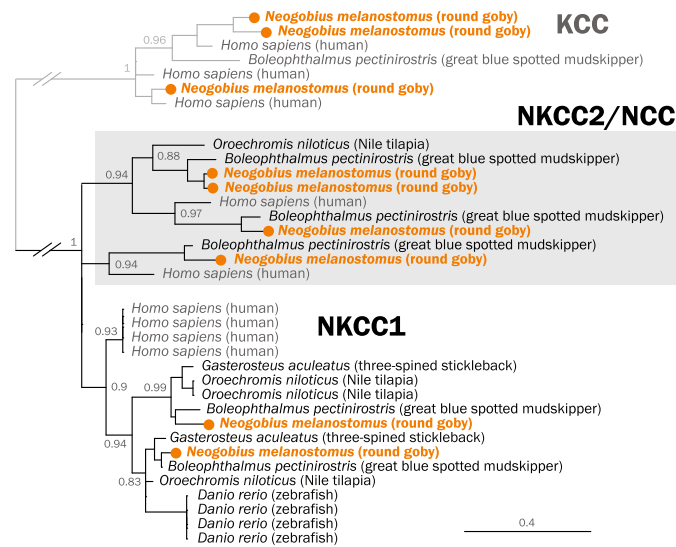 Neogobius melanostomus (round goby)
KCC
Neogobius melanostomus (round goby)
0.96
Homo sapiens (human)
Boleophthalmus pectinirostris (great blue spotted mudskipper)
1
Homo sapiens (human)
Neogobius melanostomus (round goby)
Homo sapiens (human)
NKCC2/NCC
Oroechromis niloticus (Nile tilapia)
0.88
Boleophthalmus pectinirostris (great blue spotted mudskipper)
0.94
Neogobius melanostomus (round goby)
Neogobius melanostomus (round goby)
Homo sapiens (human)
0.97
Boleophthalmus pectinirostris (great blue spotted mudskipper)
Neogobius melanostomus (round goby)
1
Boleophthalmus pectinirostris (great blue spotted mudskipper)
0.94
Neogobius melanostomus (round goby)
Homo sapiens (human)
Homo sapiens (human)
Homo sapiens (human)
0.93
NKCC1
Homo sapiens (human)
Homo sapiens (human)
Gasterosteus aculeatus (three-spined stickleback)
0.9
0.99
Oroechromis niloticus (Nile tilapia)
Oroechromis niloticus (Nile tilapia)
Boleophthalmus pectinirostris (great blue spotted mudskipper)
Neogobius melanostomus (round goby)
0.94
Gasterosteus aculeatus (three-spined stickleback)
Neogobius melanostomus (round goby)
Boleophthalmus pectinirostris (great blue spotted mudskipper)
0.83
Oroechromis niloticus (Nile tilapia)
Danio rerio (zebrafish)
Danio rerio (zebrafish)
Danio rerio (zebrafish)
Danio rerio (zebrafish)
0.4